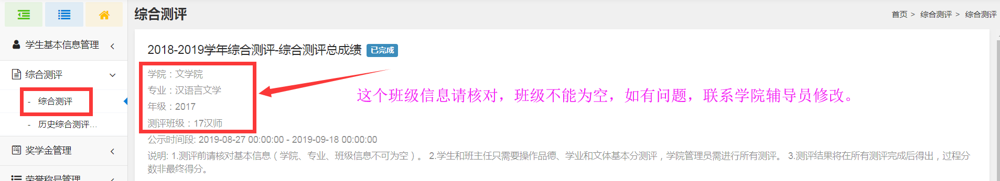 综合测评
首页 > 综合测评 > 综合测评
学生基本信息管理
综合测评
- 综合测评
- 历史综合测评...
奖学金管理
荣誉称号管理
2018-2019学年综合测评-综合测评总成绩 已完成
学院：文学院
专业：汉语言文学
年级：2017
测评班级：17汉师
这个班级信息请核对，班级不能为空，如有问题，联系学院辅导员修改。
公示时间段: 2019-08-27 00:00:00 - 2019-09-18 00:00:00
说明: 1.测评前请核对基本信息（学院、专业、班级信息不可为空）。 2.学生和班主任只需要操作品德、学业和文体基本分测评，学院管理员需进行所有测评。 3.测评结果将在所有测评完成后得出，过程分
数非最终得分。